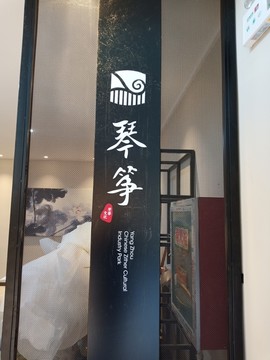 琴筝
Yang Zhou
Chinese Zither Cultural
Industry Park